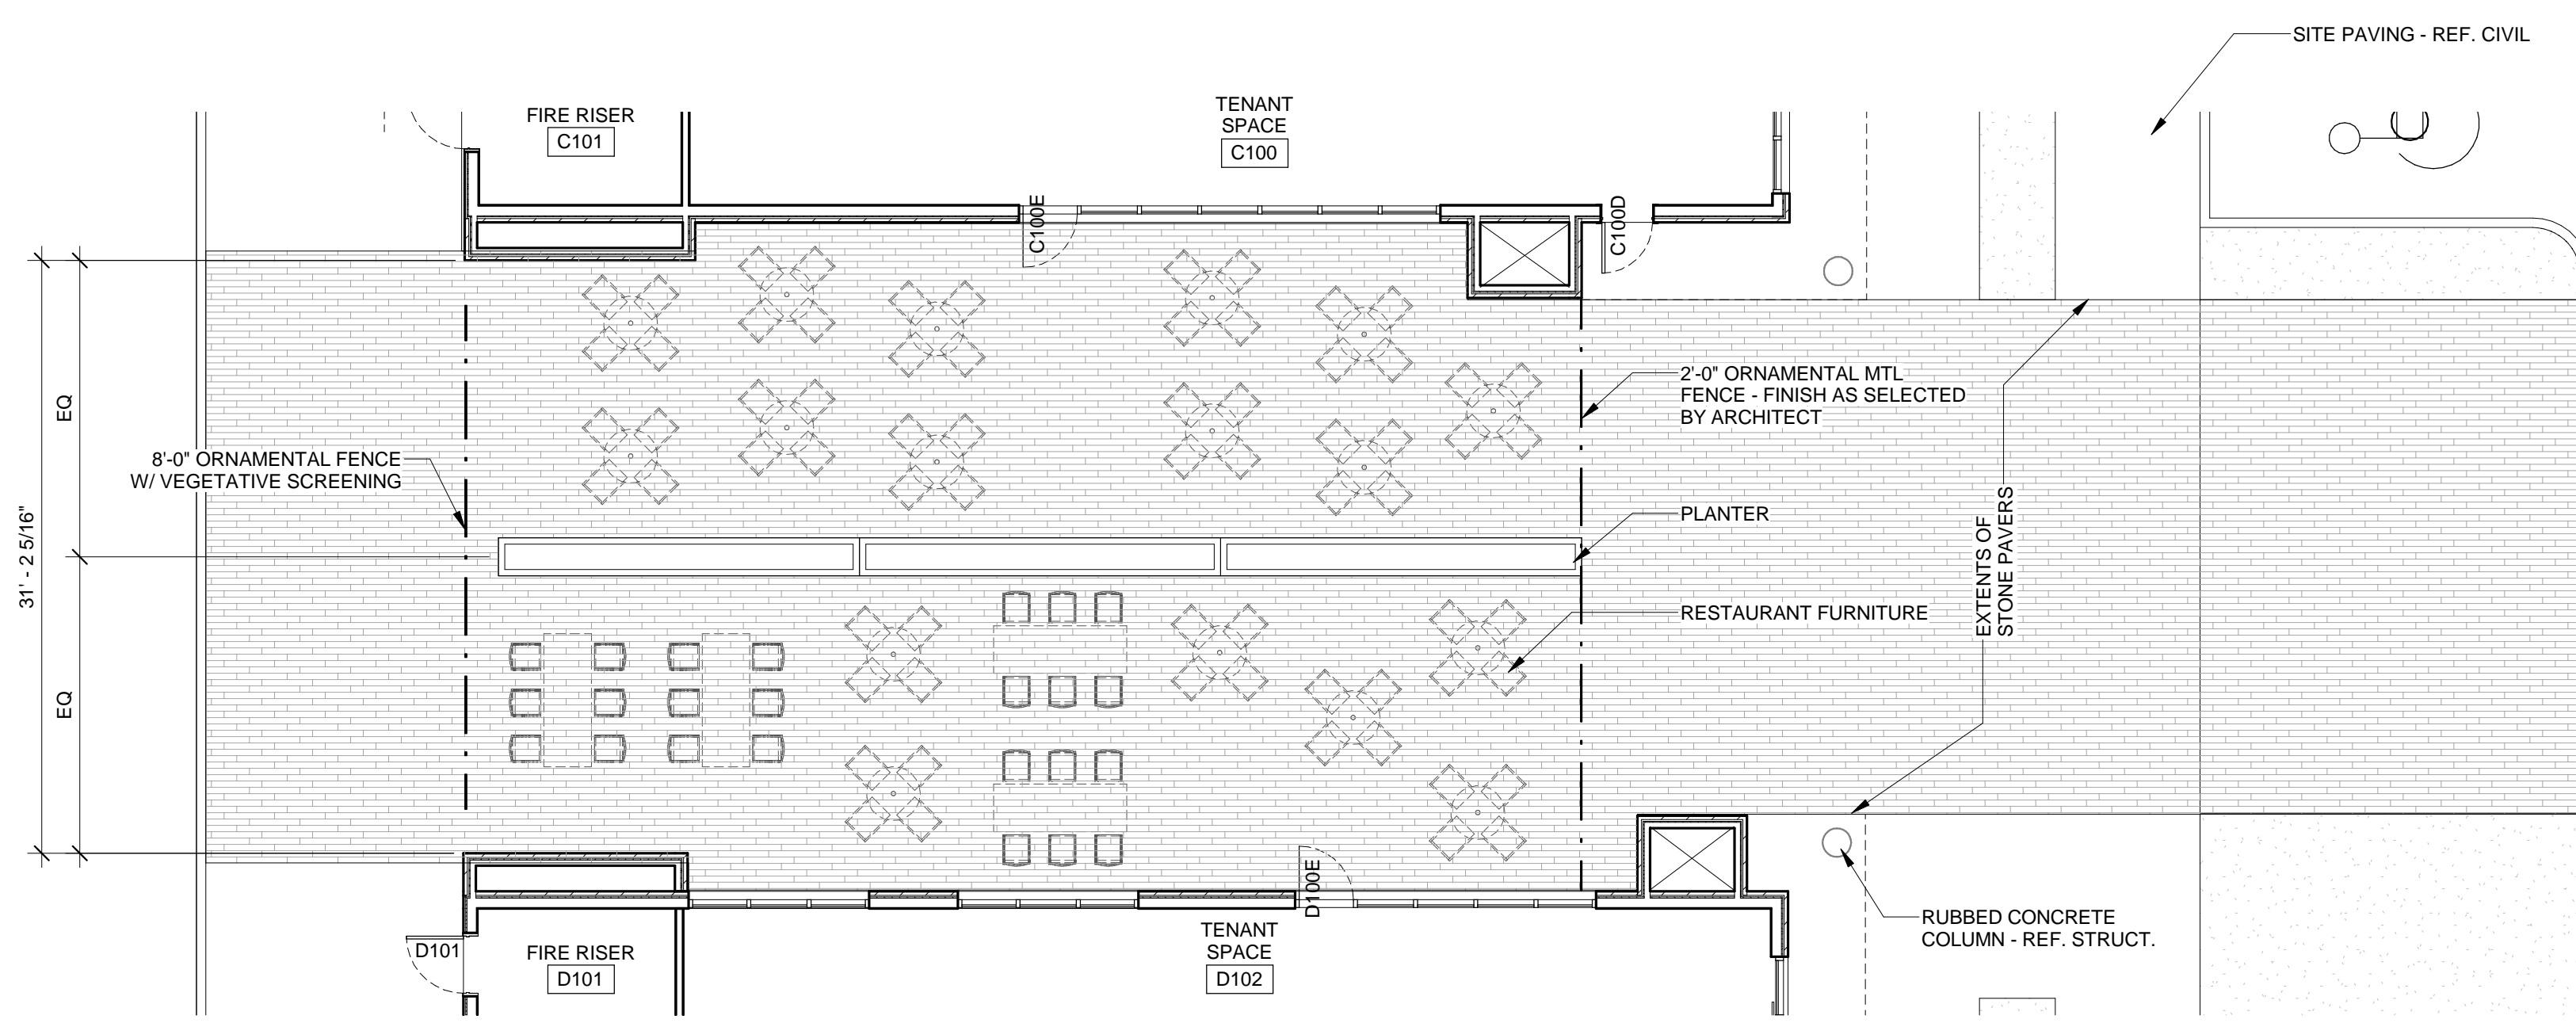 SITE PAVING - REF. CIVIL
FIRE RISER
C101
TENANT
SPACE
C100
C100E
C100D
EQ
31' - 2 5/16"
EQ
8'-0" ORNAMENTAL FENCE
W/ VEGETATIVE SCREENING
2'-0" ORNAMENTAL MTL
FENCE - FINISH AS SELECTED
BY ARCHITECT
PLANTER
EXTENTS OF
STONE PAVERS
RESTAURANT FURNITURE
D100E
D101
FIRE RISER
D101
TENANT
SPACE
D102
RUBBED CONCRETE
COLUMN - REF. STRUCT.